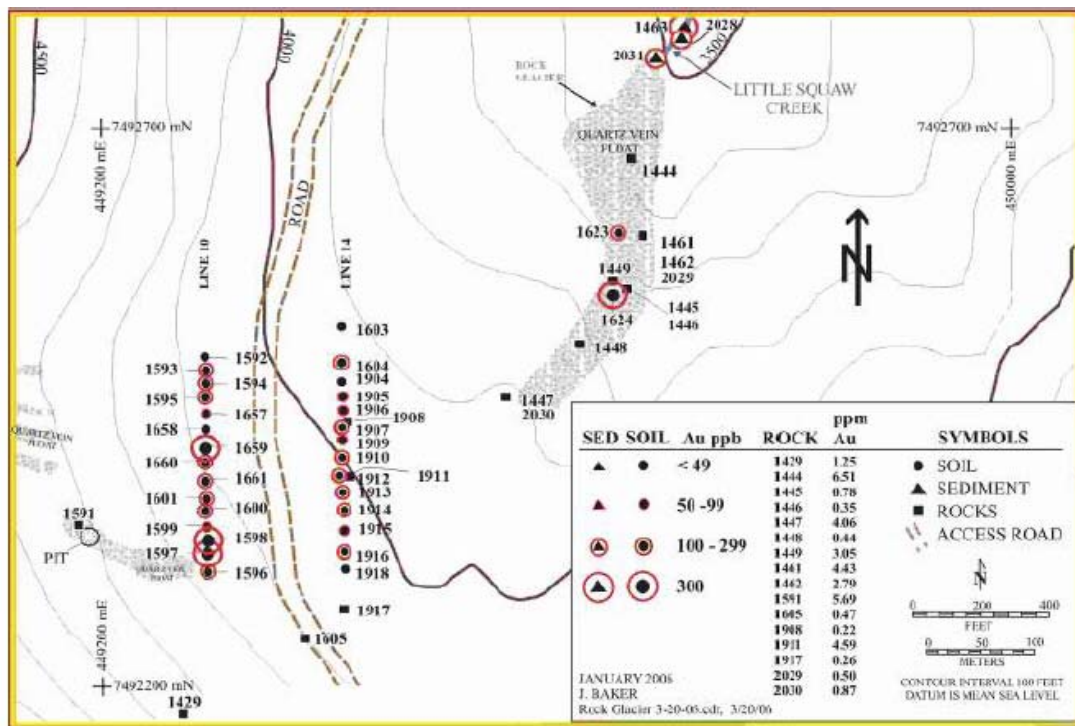 4500
4000
1463
2028
3500
2031
ROCK
GLACIER
LITTLE SQUAW
CREEK
7492700 mN
7492700 mN
449200 mE
450000 mE
QUARTZ VEIN
FLOAT
1444
ROAD
LINE 10
LINE 14
N
1623
1461
1462
2029
1449
1445
1446
1624
1603
1448
1592
1593
1604
1594
1904
1595
1905
1447
2030
1906
1657
1908
1907
1658
1909
1659
1910
1660
QUARTZ VEIN
FLOAT
1912
1911
1661
1913
1601
1600
1914
1591
1599
1915
1598
PIT
1597
1916
1596
1918
1917
1605
7492200 mN
1429
ppm
SED SOIL Au ppb ROCK Au SYMBOLS
< 49
50 -99
100 - 299
300
1429 1.25
1444 6.51
1445 0.78
1446 0.35
1447 4.06
1448 0.44
1449 3.05
1461 4.43
1462 2.79
1591 5.69
1605 0.47
1908 0.22
1911 4.59
1917 0.26
2029 0.50
2030 0.87
SOIL
SEDIMENT
ROCKS
ACCESS ROAD
N
0 200 400
FEET
0 50 100
METERS
JANUARY 2006
J. BAKER
Rock Glacier 3-20-06.cdr, 3/20/06
CONTOUR INTERVAL 100 FEET
DATUM IS MEAN SEA LEVEL